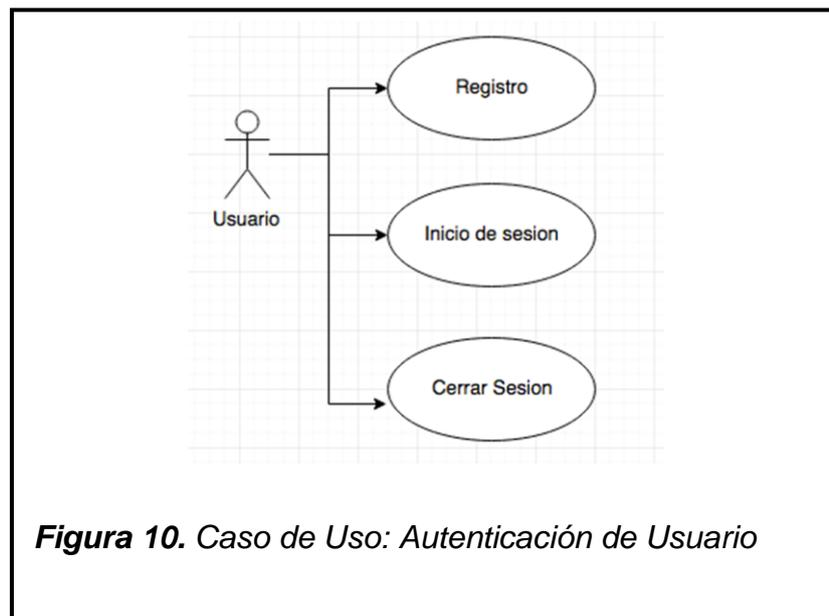 Registro
Usuario
Inicio de sesion
Cerrar Sesion
Figura 10. Caso de Uso: Autenticación de Usuario